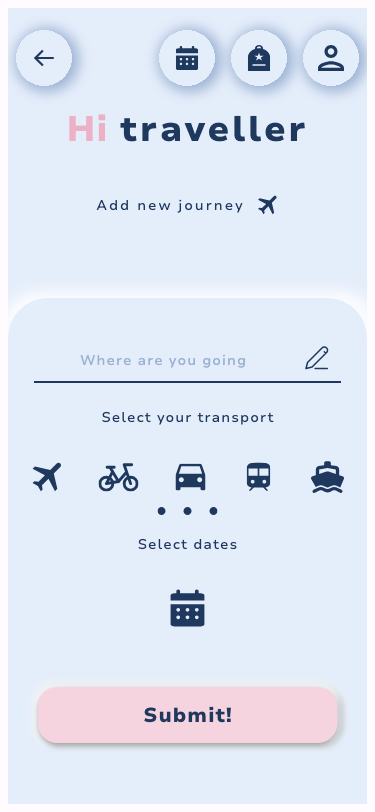 Hi traveller
Add new journey
Where are you going
Select your transport
Select dates
Submit!